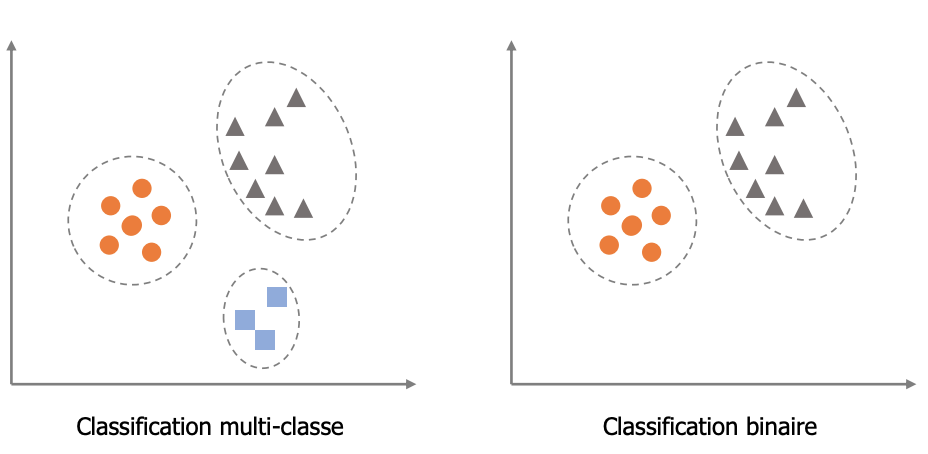 Classification multi-classe
Classification binaire